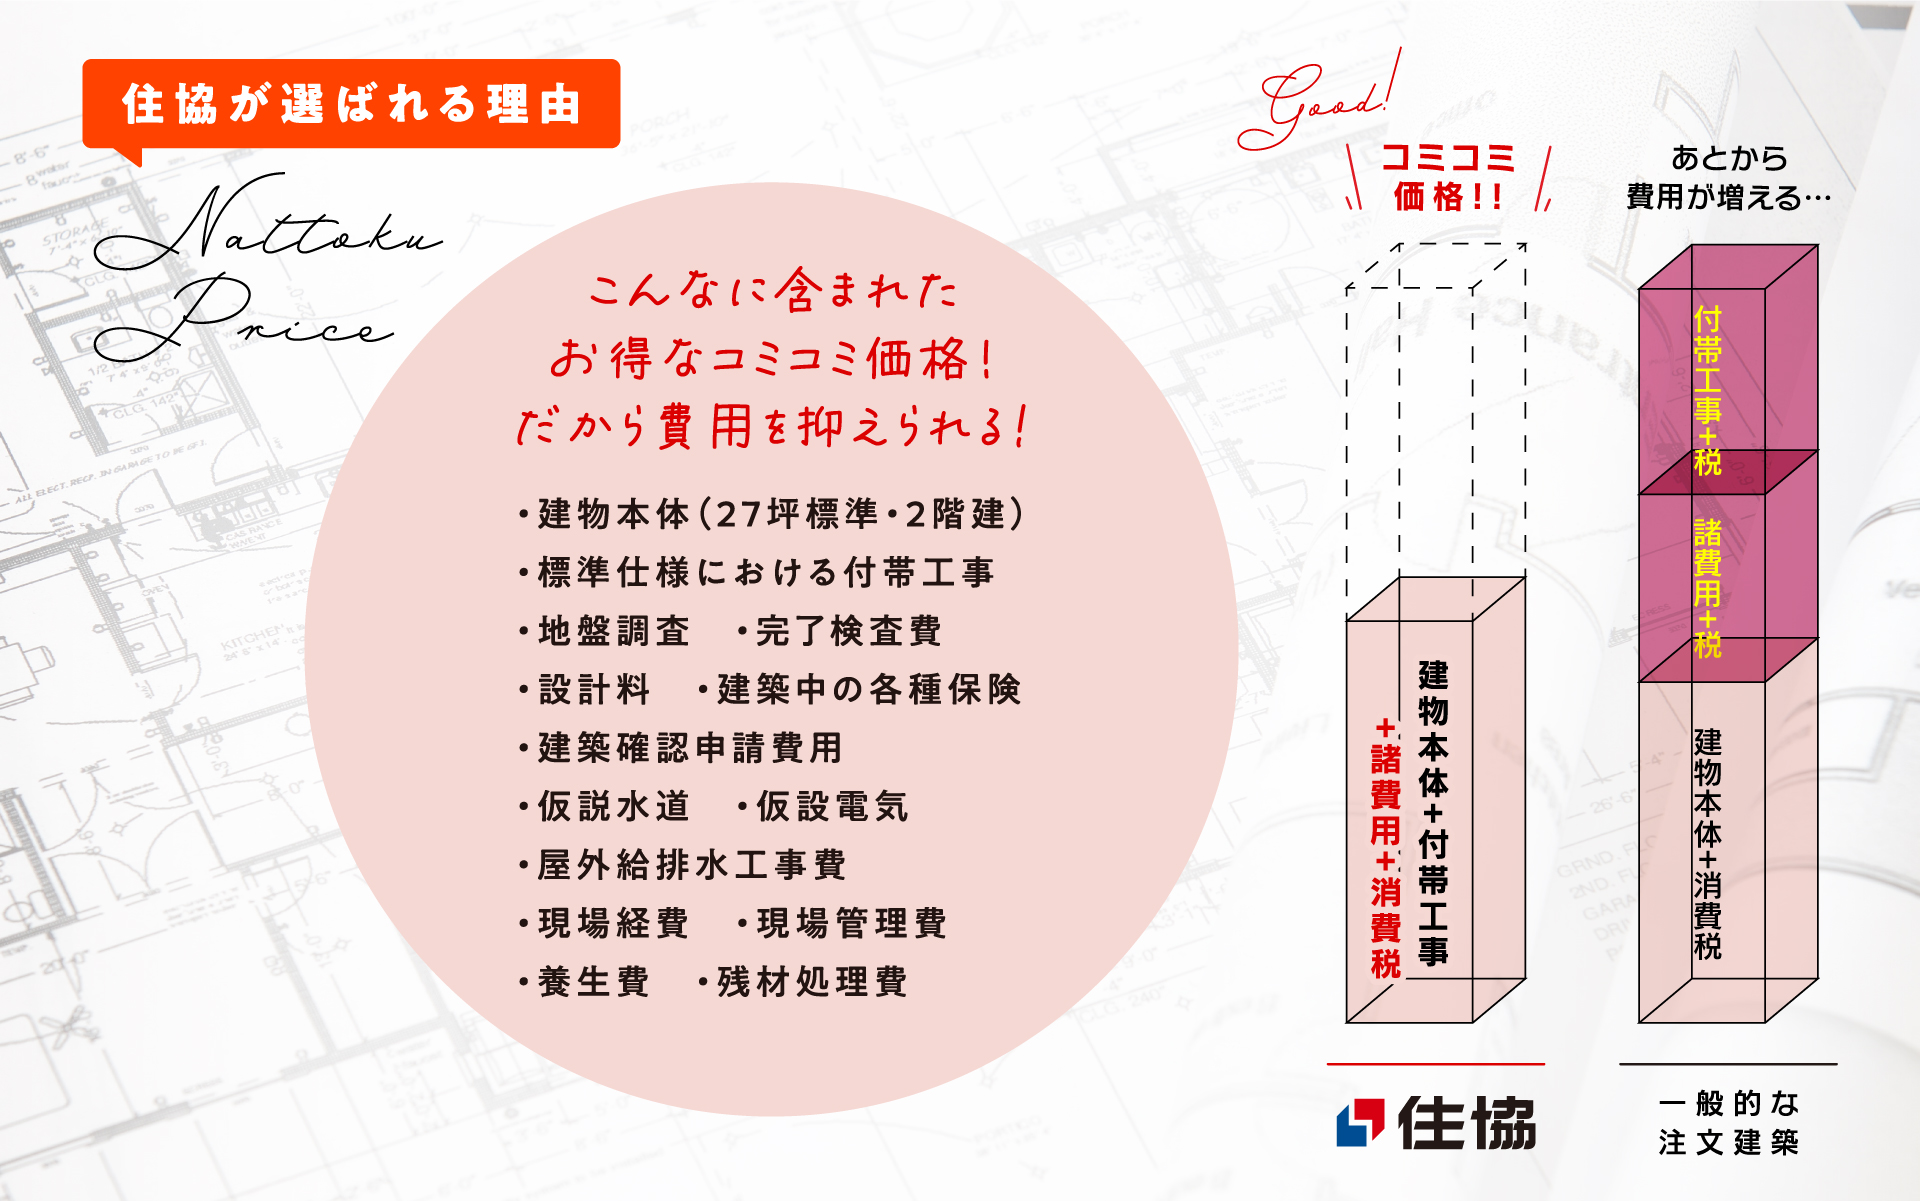 住協が選ばれる理由
Nattoku
Price
こんなに含まれた
お得なコミコミ価格！
だから費用を抑えられる！
・建物本体（27坪標準・2階建）
・標準仕様における付帯工事
・地盤調査　・完了検査費
・設計料　・建築中の各種保険
・建築確認申請費用
・仮説水道　・仮設電気
・屋外給排水工事費
・現場経費　・現場管理費
・養生費　・残材処理費
Good!
コミコミ
価格!!
建物本体+付帯工事
+諸費用+消費税
住協
あとから
費用が増える…
付帯工事+税
諸費用+税
建物本体+消費税
一般的な
注文建築